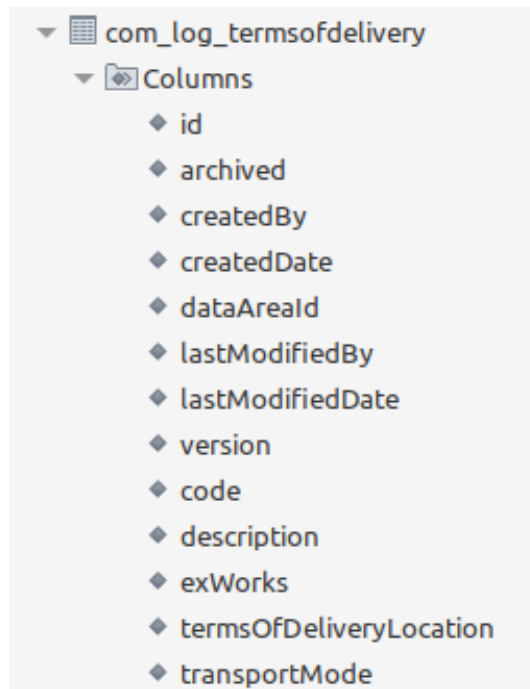 com_log_termsofdelivery
Columns
id
archived
createdBy
createdDate
dataAreaId
lastModifiedBy
lastModifiedDate
version
code
description
exWorks
termsOfDeliveryLocation
transportMode